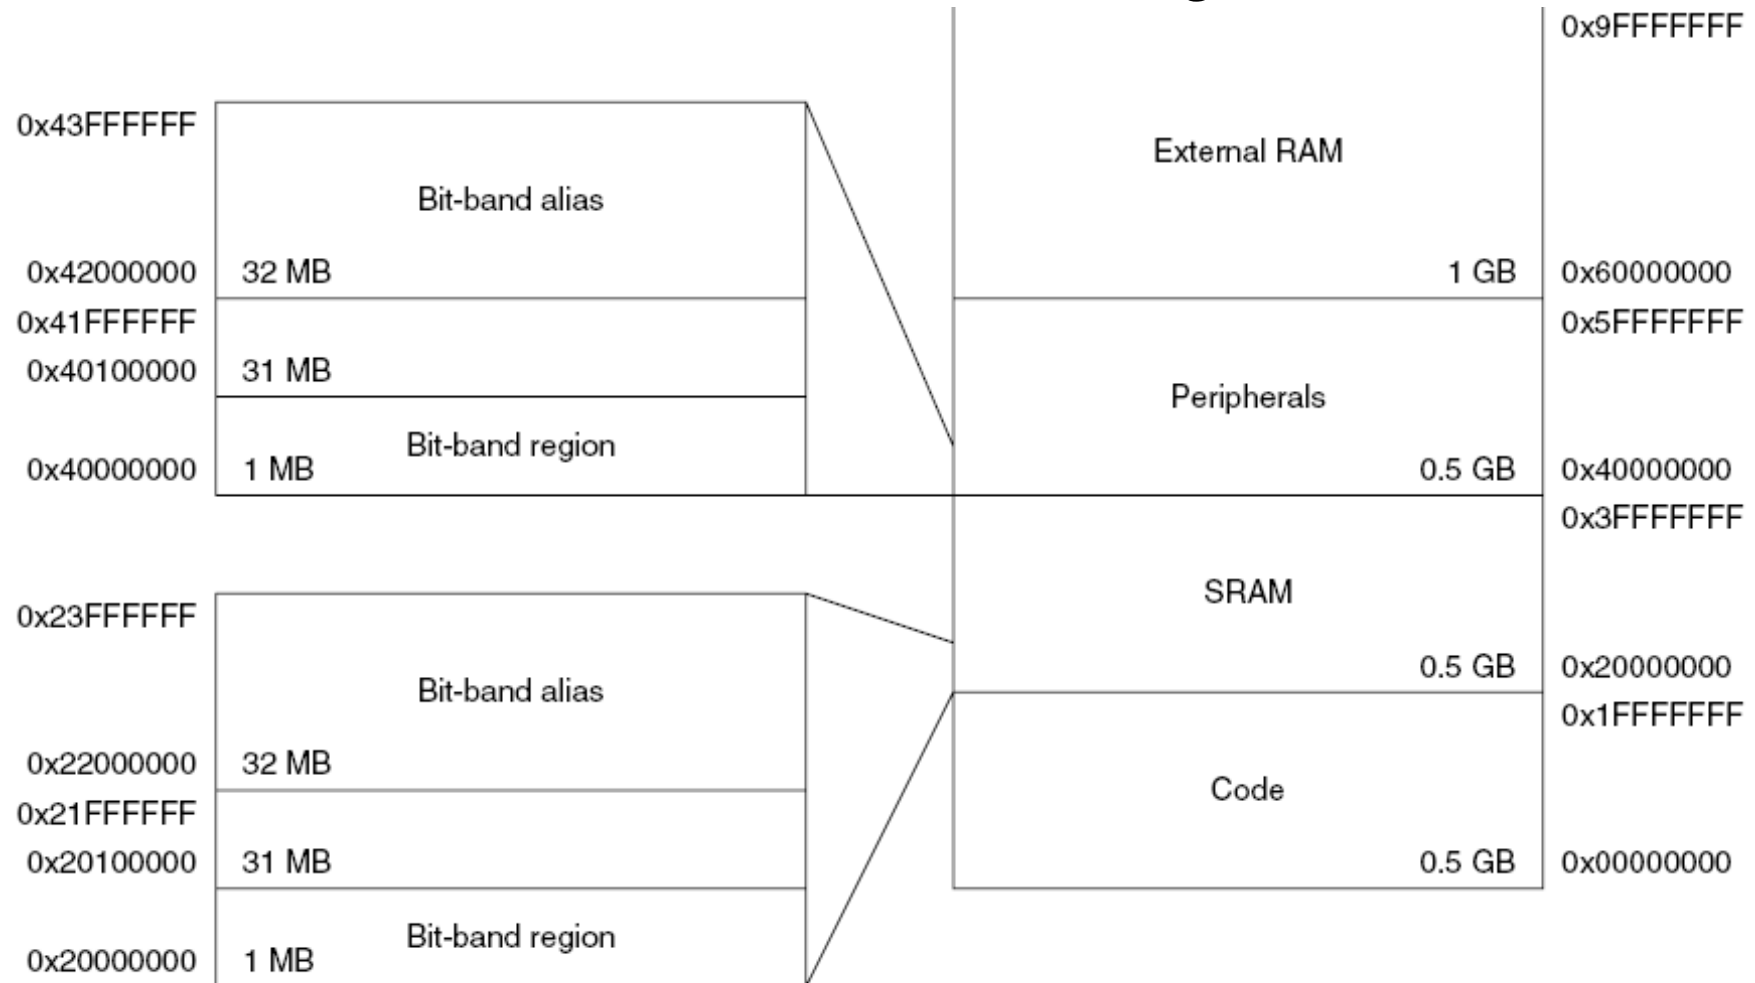 0x9FFFFFFF
0x43FFFFFF
External RAM
Bit-band alias
0x42000000 32 MB
1 GB 0x60000000
0x41FFFFFF
0x5FFFFFFF
0x40100000 31 MB
Peripherals
Bit-band region
0x40000000 1 MB
0.5 GB 0x40000000
0x3FFFFFFF
SRAM
0x23FFFFFF
0.5 GB 0x20000000
Bit-band alias
0x1FFFFFFF
0x22000000 32 MB
Code
0x21FFFFFF
0x20100000 31 MB
0.5 GB 0x00000000
Bit-band region
0x20000000 1 MB